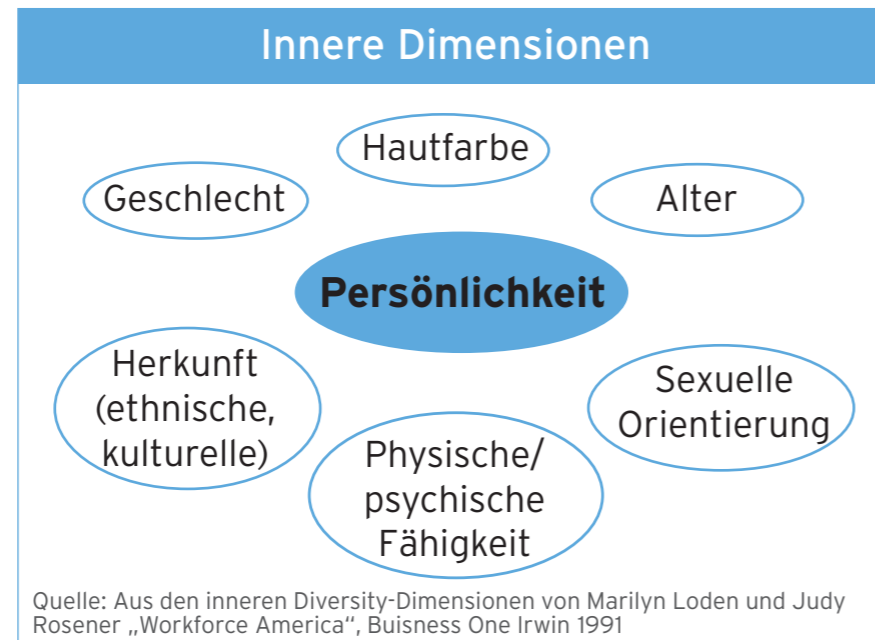 Innere Dimensionen
Hautfarbe
Geschlecht
Alter
Persönlichkeit
Herkunft
(ethnische,
kulturelle)
Sexuelle
Orientierung
Physische/
psychische
Fähigkeit
Quelle: Aus den inneren Diversity-Dimensionen von Marilyn Loden und Judy
Rosener „Workforce America“, Buisness One Irwin 1991